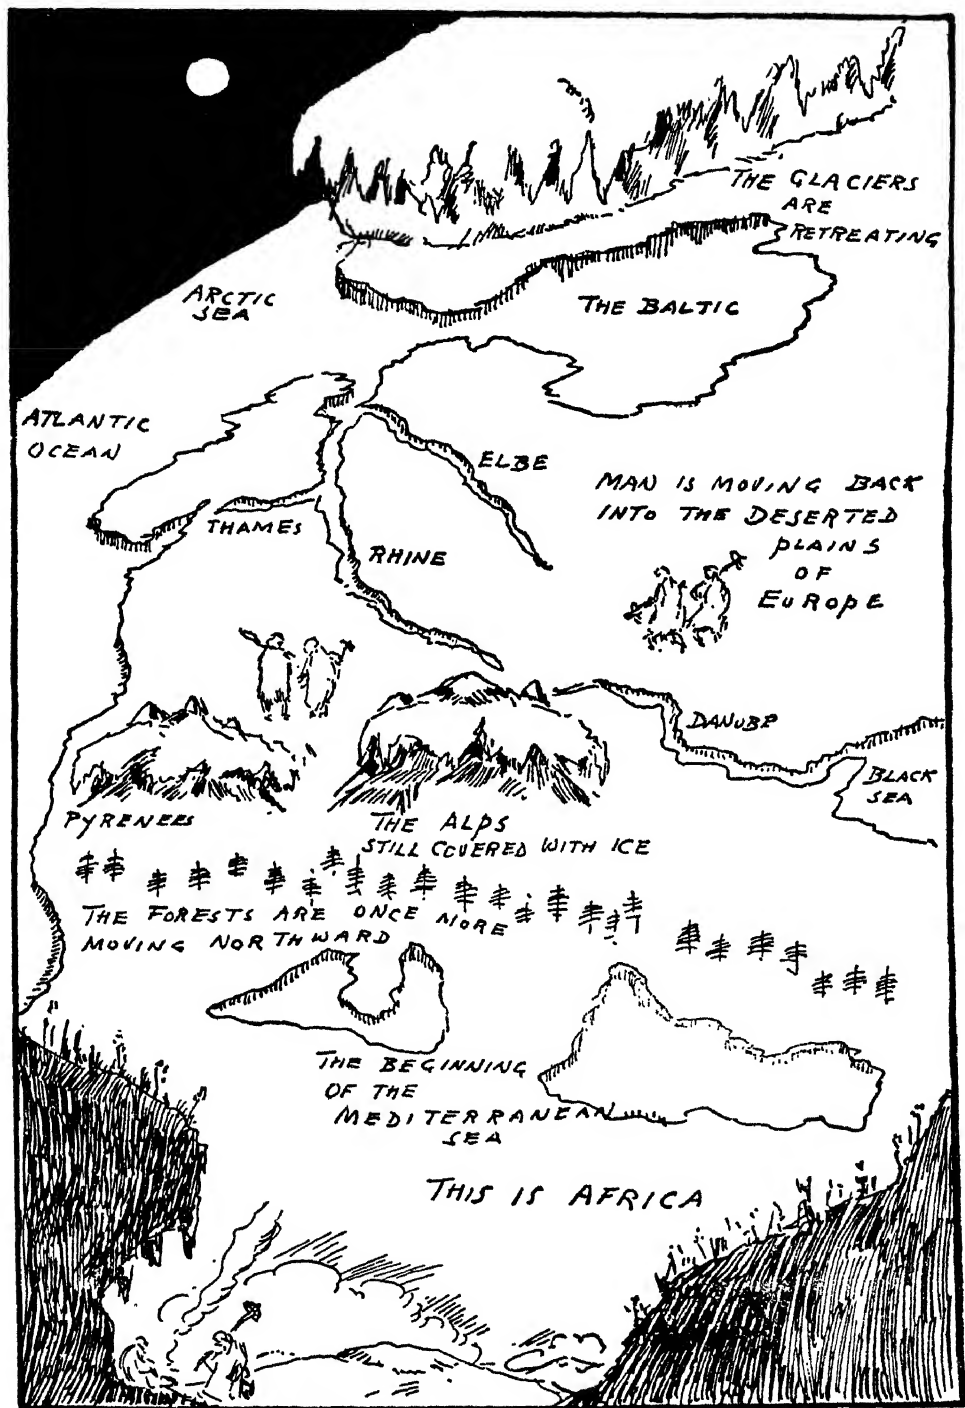 THE GLACIERS
ARE
RETREATING
ARCTIC
SEA
THE BALTIC
ATLANTIC
OCEAN
ELBE
MAN IS MOVING BACK
INTO THE DESERTED
PLAINS
OF
EUROPE
THAMES
RHINE
DANUBE
BLACK
SEA
PYRENEES
THE ALPS
STILL COVERED WITH ICE
THE FORESTS ARE ONCE MORE
MOVING NORTHWARD
THE BEGINNING
OF THE
MEDITERRANEAN
SEA
THIS IS AFRICA